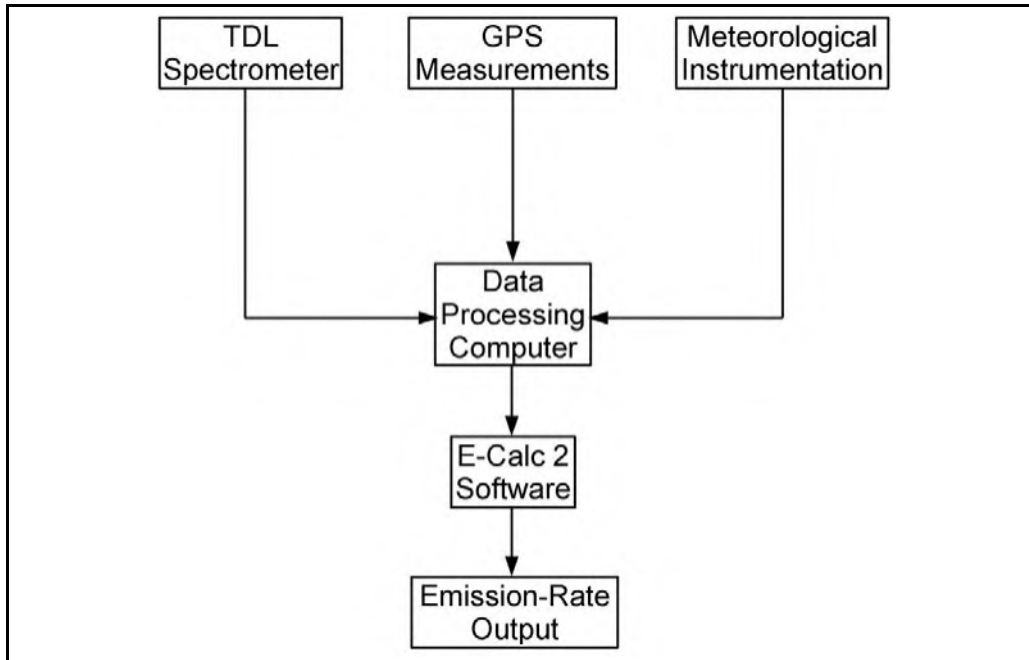 TDL
Spectrometer
GPS
Measurements
Meteorological
Instrumentation
Data
Processing
Computer
E-Calc 2
Software
Emission-Rate
Output